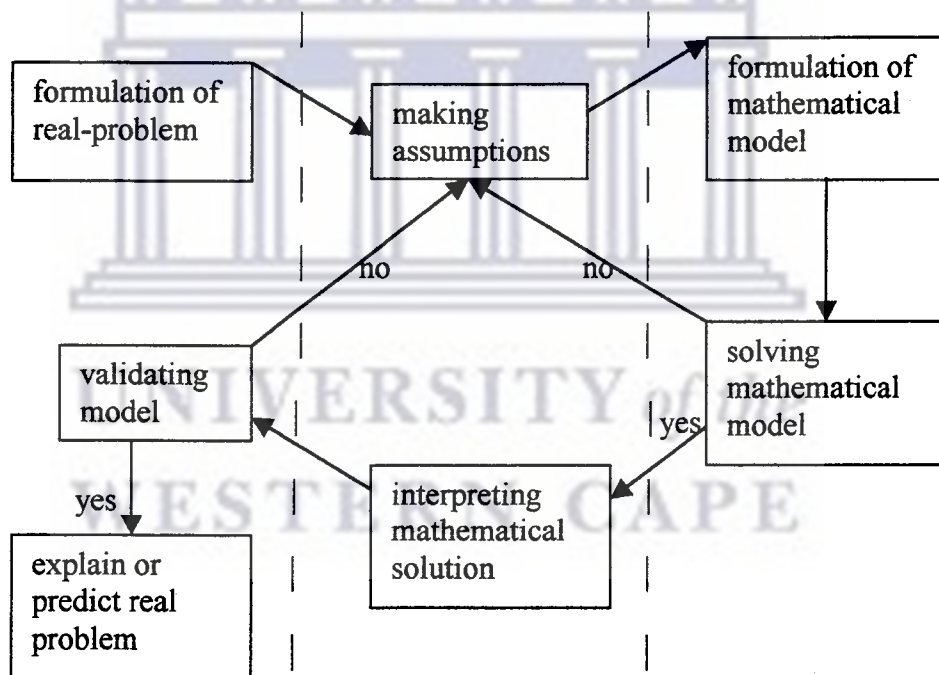 formulation of
real-problem
making
assumptions
formulation of
mathematical
model
no
no
validating
model
solving
mathematical
model
yes
yes
interpreting
mathematical
solution
explain or
predict real
problem
UNIVERSITY of the
WESTERN CAPE